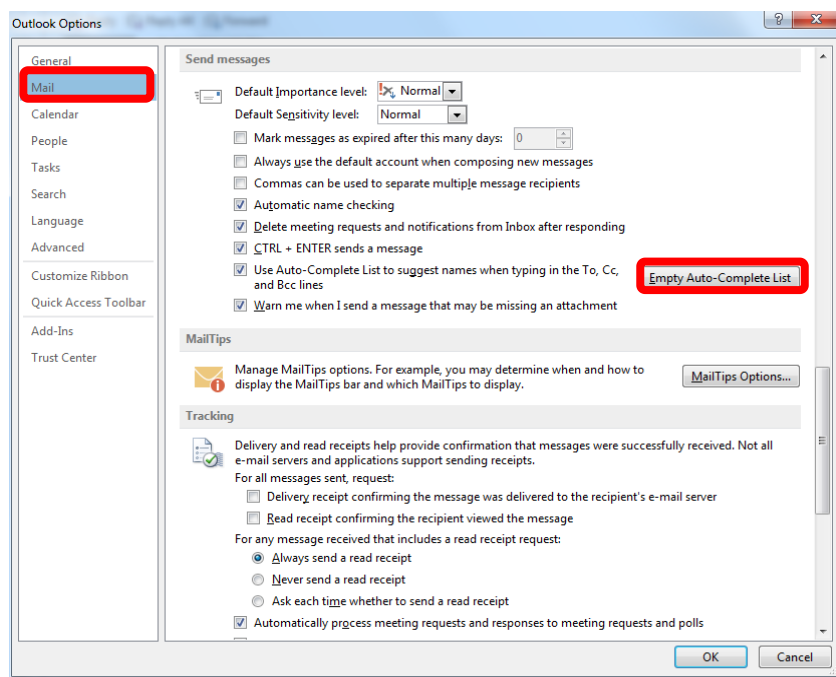 Outlook Options
General
Mail
Calendar
People
Tasks
Search
Language
Advanced
Customize Ribbon
Quick Access Toolbar
Add-Ins
Trust Center
Send messages
Default Importance level: Normal
Default Sensitivity level: Normal
Mark messages as expired after this many days: 0
Always use the default account when composing new messages
Commas can be used to separate multiple message recipients
Automatic name checking
Delete meeting requests and notifications from Inbox after responding
CTRL + ENTER sends a message
Use Auto-Complete List to suggest names when typing in the To, Cc,
and Bcc lines
Empty Auto-Complete List
Warn me when I send a message that may be missing an attachment
MailTips
Manage MailTips options. For example, you may determine when and how to
display the MailTips bar and which MailTips to display.
MailTips Options...
Tracking
Delivery and read receipts help provide confirmation that messages were successfully received. Not all
e-mail servers and applications support sending receipts.
For all messages sent, request:
Delivery receipt confirming the message was delivered to the recipient's e-mail server
Read receipt confirming the recipient viewed the message
For any message received that includes a read receipt request:
Always send a read receipt
Never send a read receipt
Ask each time whether to send a read receipt
Automatically process meeting requests and responses to meeting requests and polls
OK
Cancel